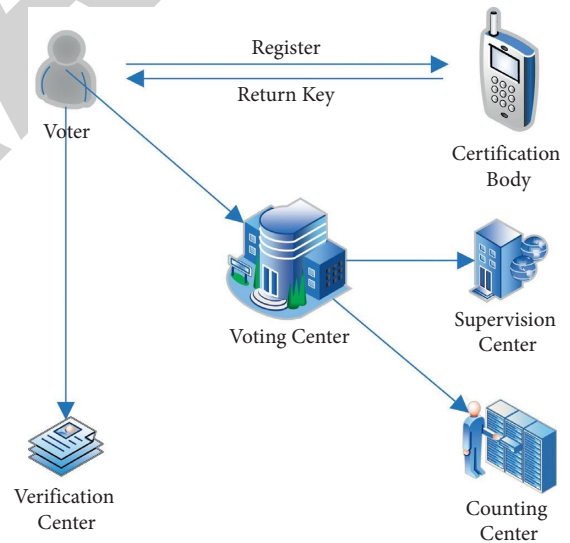 Register
Return Key
Voter
Certification
Body
Voting Center
Supervision
Center
Verification
Center
Counting
Center